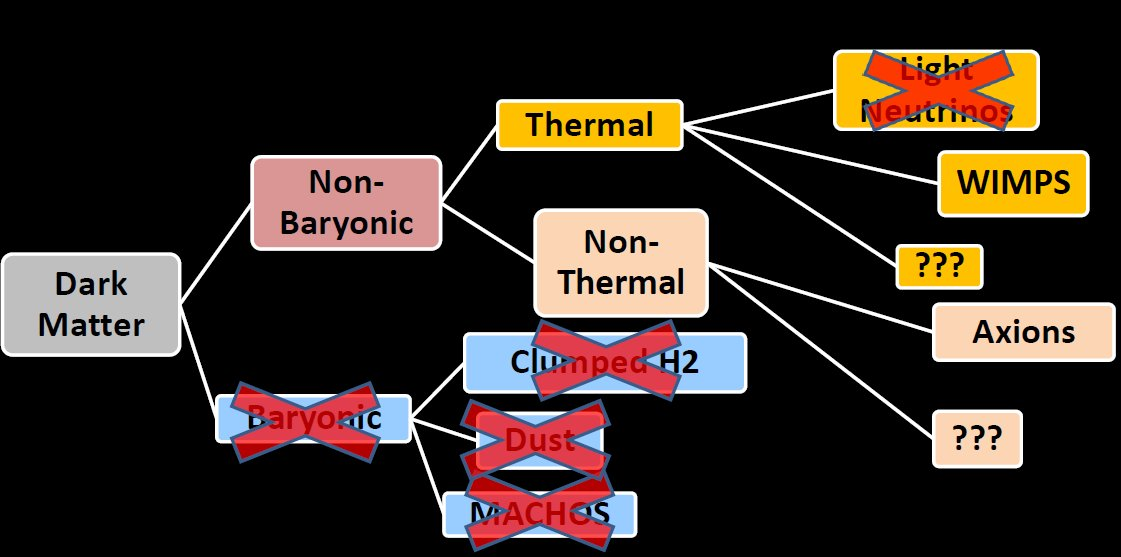 Light
Neutrinos
Thermal
WIMPS
Non-
Baryonic
Non-
Thermal
???
Dark
Matter
Axions
Clumped H2
Baryonic
Dust
???
MACHOS